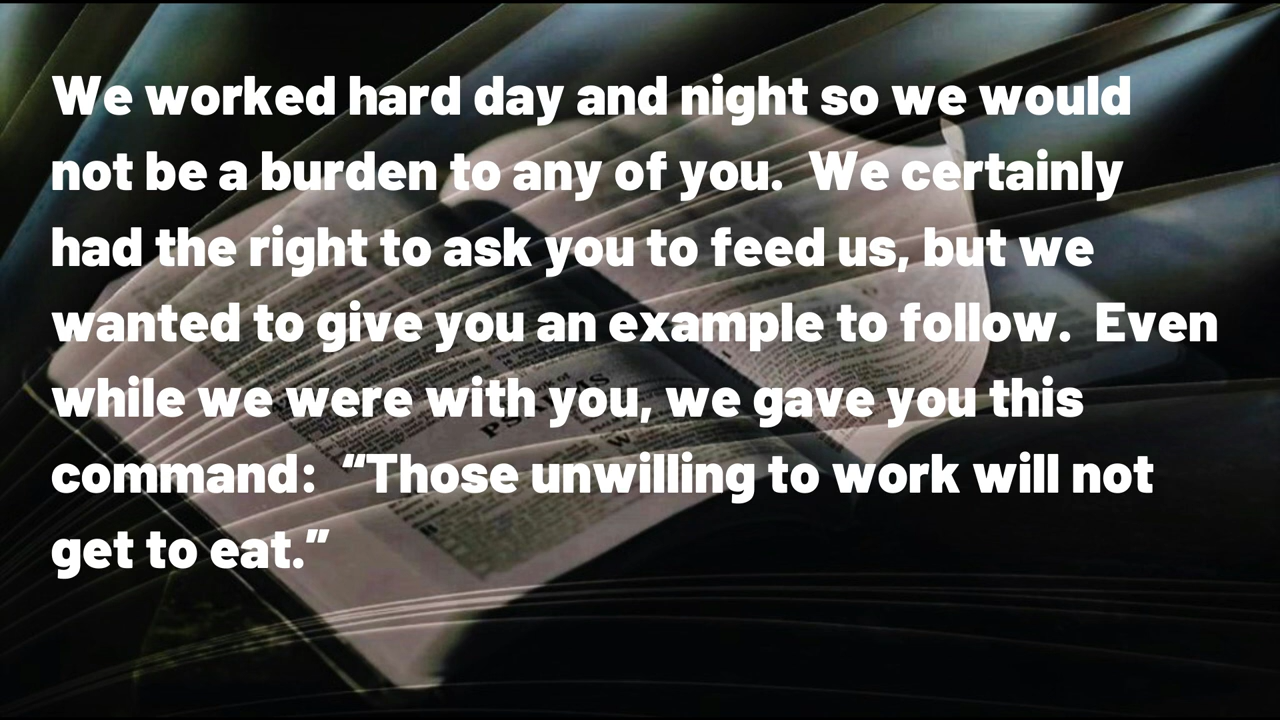 We worked hard day and night so we would
not be a burden to any of you.  We certainly
had the right to ask you to feed us, but we
wanted to give you an example to follow.  Even
while we were with you, we gave you this
command:  “Those unwilling to work will not
get to eat.”